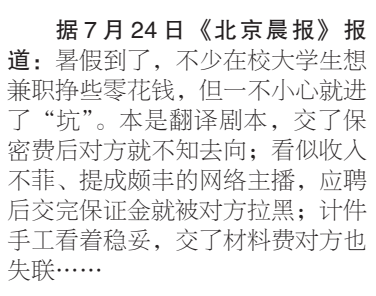 据7月24日《北京晨报》报
道：暑假到了，不少在校大学生想
兼职挣些零花钱，但一不小心就进
了“坑”。本是翻译剧本，交了保
密费后对方就不知去向；看似收入
不菲、提成颇丰的网络主播，应聘
后交完保证金就被对方拉黑；计件
手工看着稳妥，交了材料费对方也
失联……